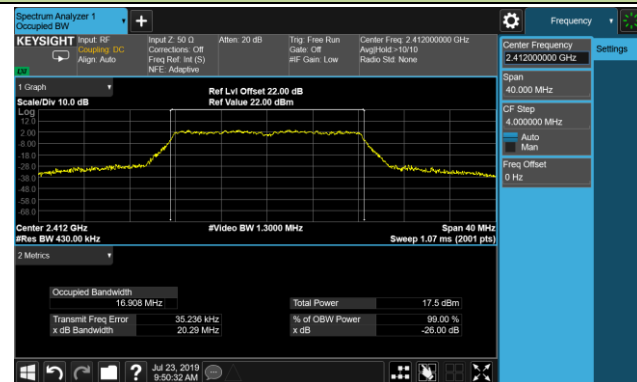 Spectrum Analyzer 1
Occupied BW
Frequency
KEYSIGHT
Input: RF
Coupling: DC
Align: Auto
Input Z: 50 Ω
Corrections: Off
Freq Ref: Int (S)
NFE: Adaptive
Atten: 20 dB
Trig: Free Run
Gate: Off
#IF Gain: Low
Center Freq: 2.412000000 GHz
Avg|Hold:>10/10
Radio Std: None
Center Frequency
2.412000000 GHz
Settings
Span
40.000 MHz
CF Step
4.000000 MHz
Auto
Man
Freq Offset
0 Hz
1 Graph
Scale/Div 10.0 dB
Ref Lvl Offset 22.00 dB
Ref Value 22.00 dBm
Log
12.0
2.00
-8.00
-18.0
-28.0
-38.0
-48.0
-58.0
-68.0
Center 2.412 GHz
#Res BW 430.00 kHz
#Video BW 1.3000 MHz
Span 40 MHz
Sweep 1.07 ms (2001 pts)
2 Metrics
Occupied Bandwidth
16.908 MHz
Total Power 17.5 dBm
Transmit Freq Error 35.236 kHz
% of OBW Power 99.00 %
x dB Bandwidth 20.29 MHz
x dB -26.00 dB
?
Jul 23, 2019
9:50:32 AM